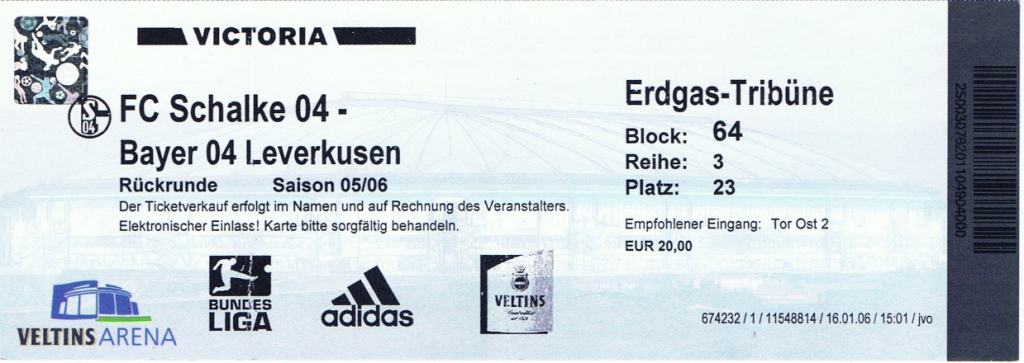 VICTORIA
FC Schalke 04 -
Bayer 04 Leverkusen
Rückrunde Saison 05/06
Der Ticketverkauf erfolgt im Namen und auf Rechnung des Veranstalters.
Elektronischer Einlass! Karte bitte sorgfältig behandeln.
S
04
Erdgas-Tribüne
Block: 64
Reihe: 3
Platz: 23
Empfohlener Eingang: Tor Ost 2
EUR 20,00
VELTINS ARENA
BUNDES
LIGA
adidas
VELTINS
674232 / 1 / 11548814 / 16.01.06 / 15:01 / jvo